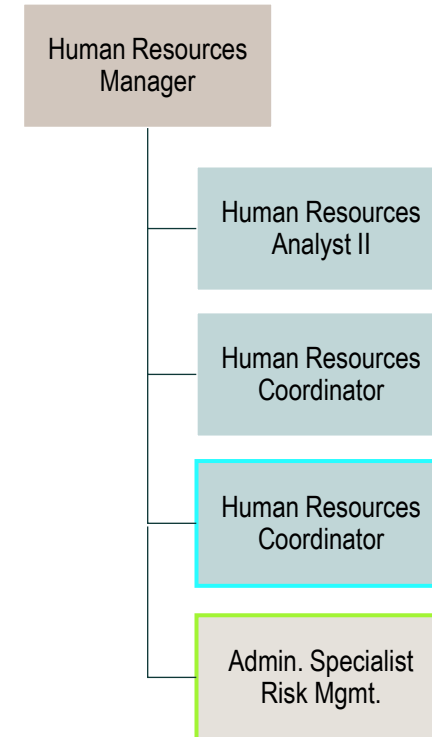 Human Resources
Manager
Human Resources
Analyst II
Human Resources
Coordinator
Human Resources
Coordinator
Admin. Specialist
Risk Mgmt.